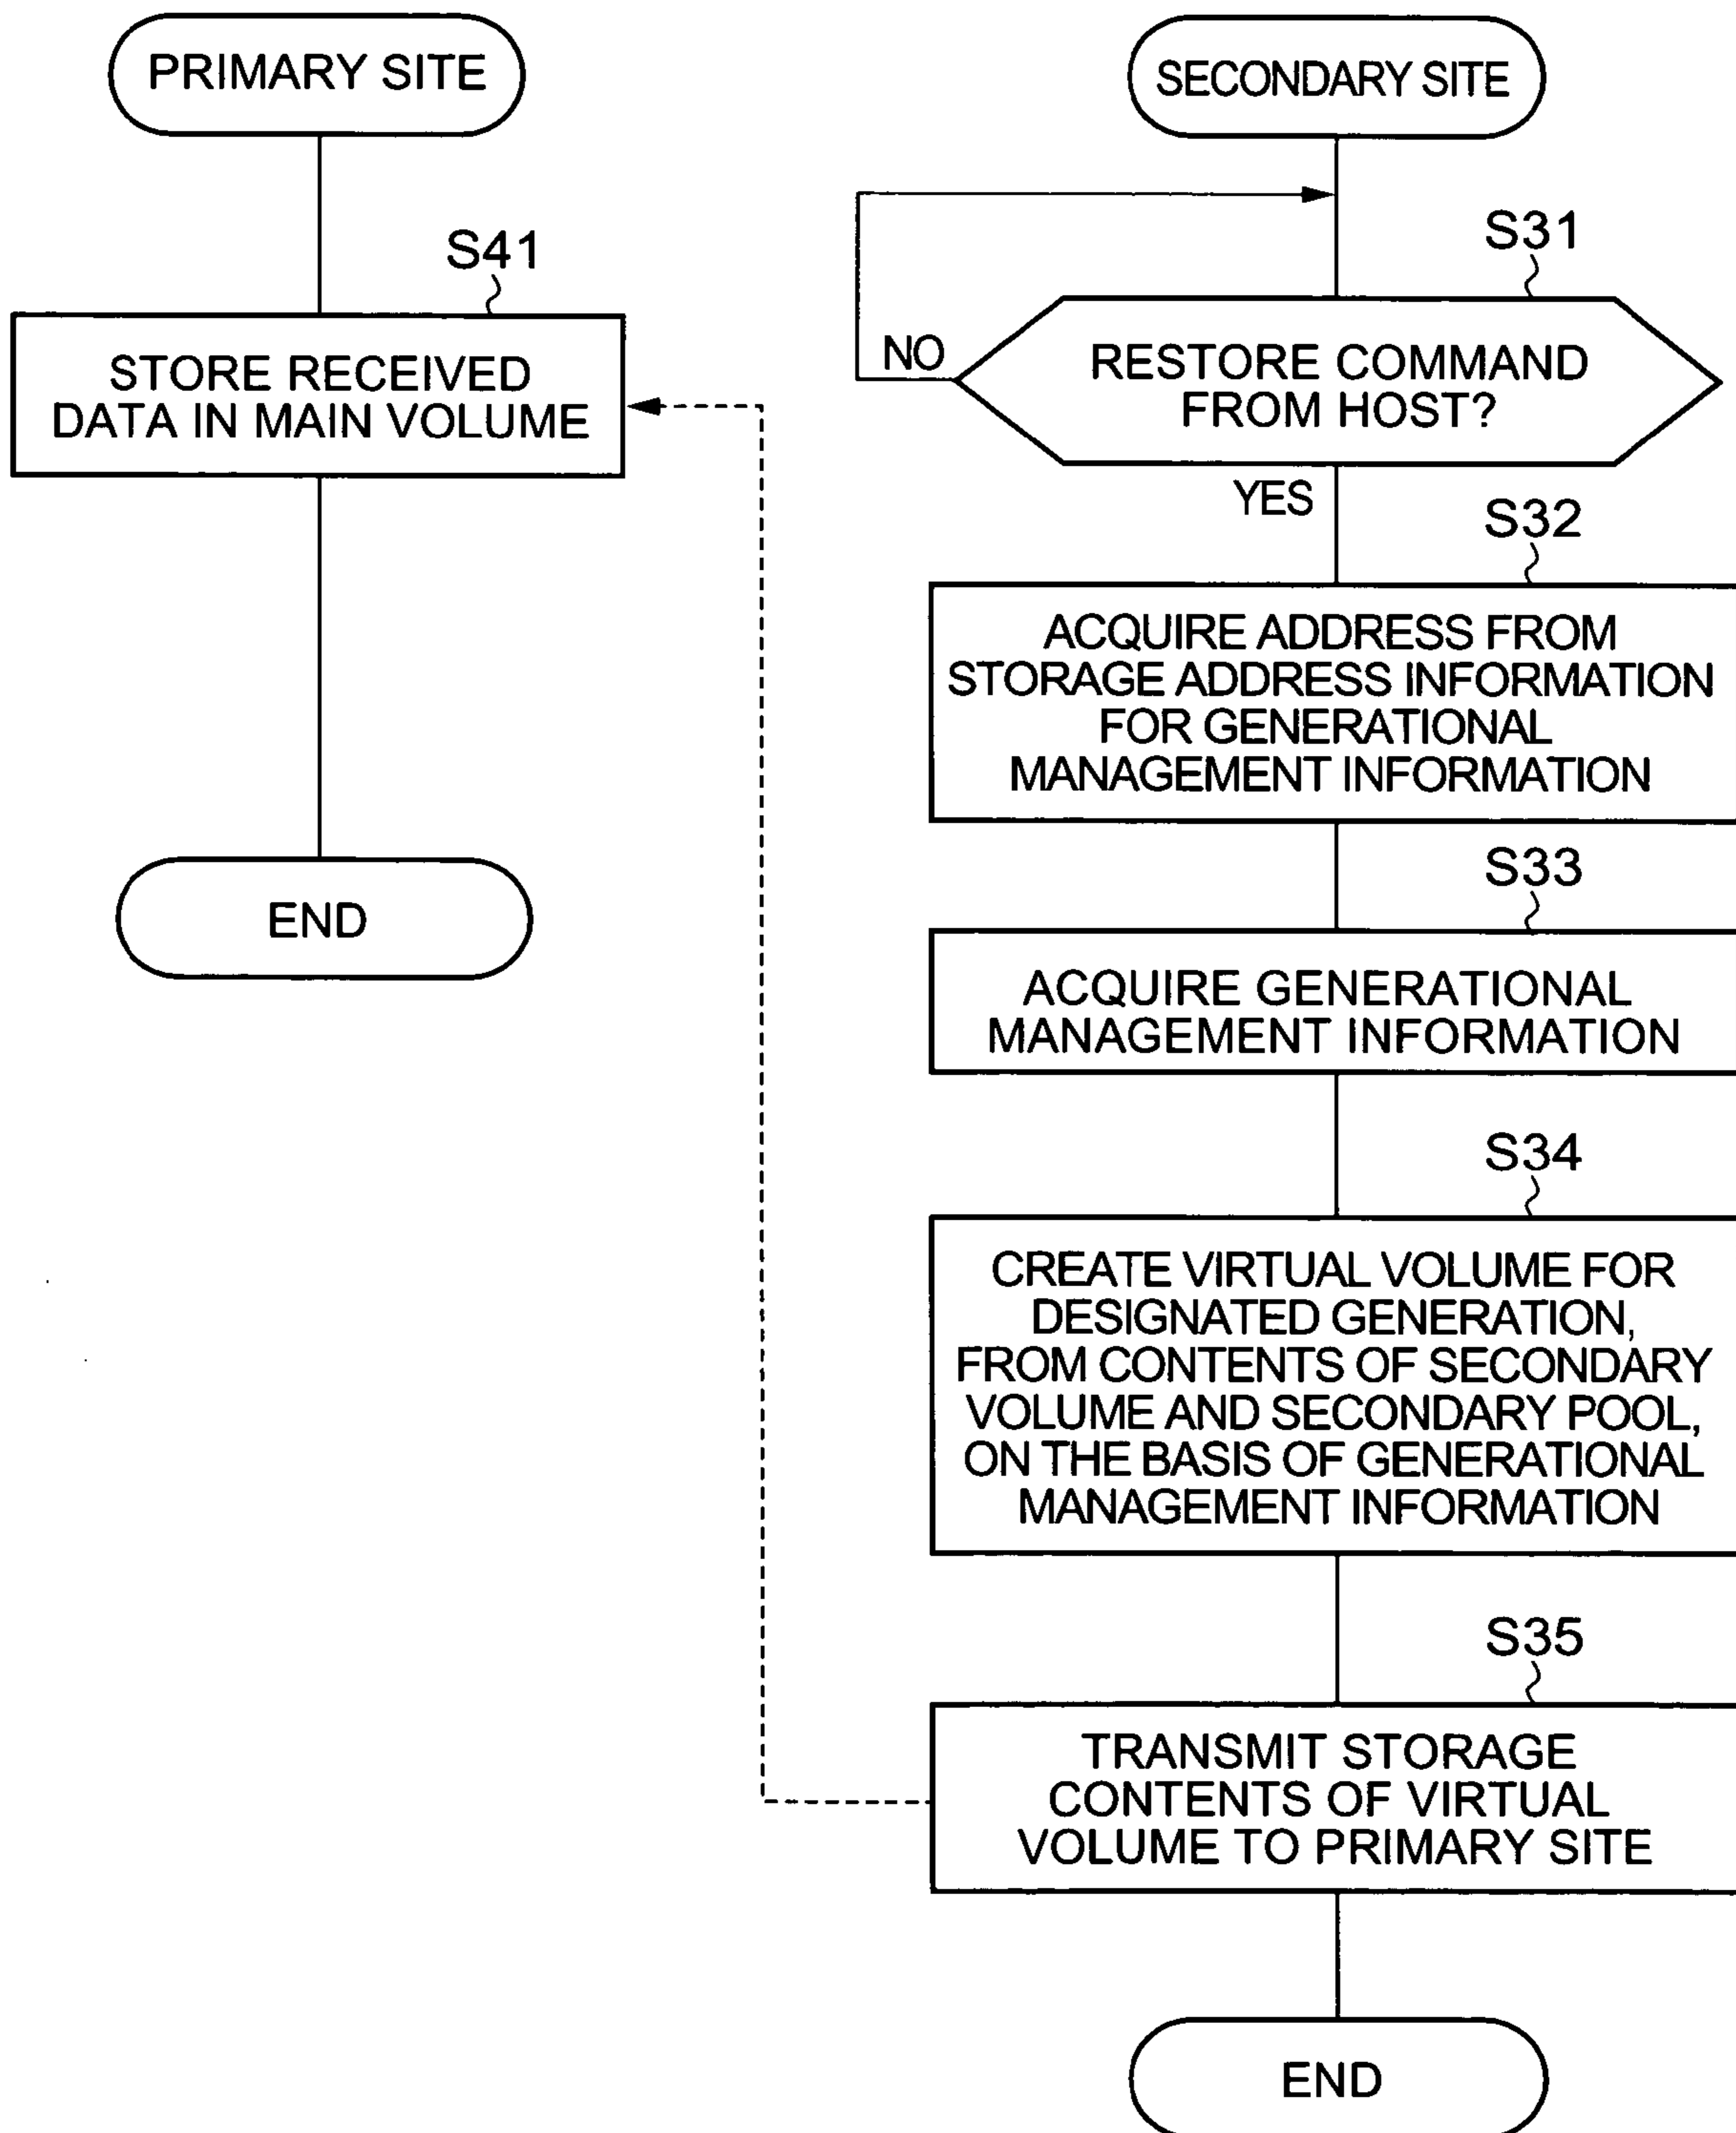 PRIMARY SITE
S41
STORE RECEIVED
DATA IN MAIN VOLUME
END
SECONDARY SITE
S31
NO
RESTORE COMMAND
FROM HOST?
YES
S32
ACQUIRE ADDRESS FROM
STORAGE ADDRESS INFORMATION
FOR GENERATIONAL
MANAGEMENT INFORMATION
S33
ACQUIRE GENERATIONAL
MANAGEMENT INFORMATION
S34
CREATE VIRTUAL VOLUME FOR
DESIGNATED GENERATION,
FROM CONTENTS OF SECONDARY
VOLUME AND SECONDARY POOL,
ON THE BASIS OF GENERATIONAL
MANAGEMENT INFORMATION
S35
TRANSMIT STORAGE
CONTENTS OF VIRTUAL
VOLUME TO PRIMARY SITE
END